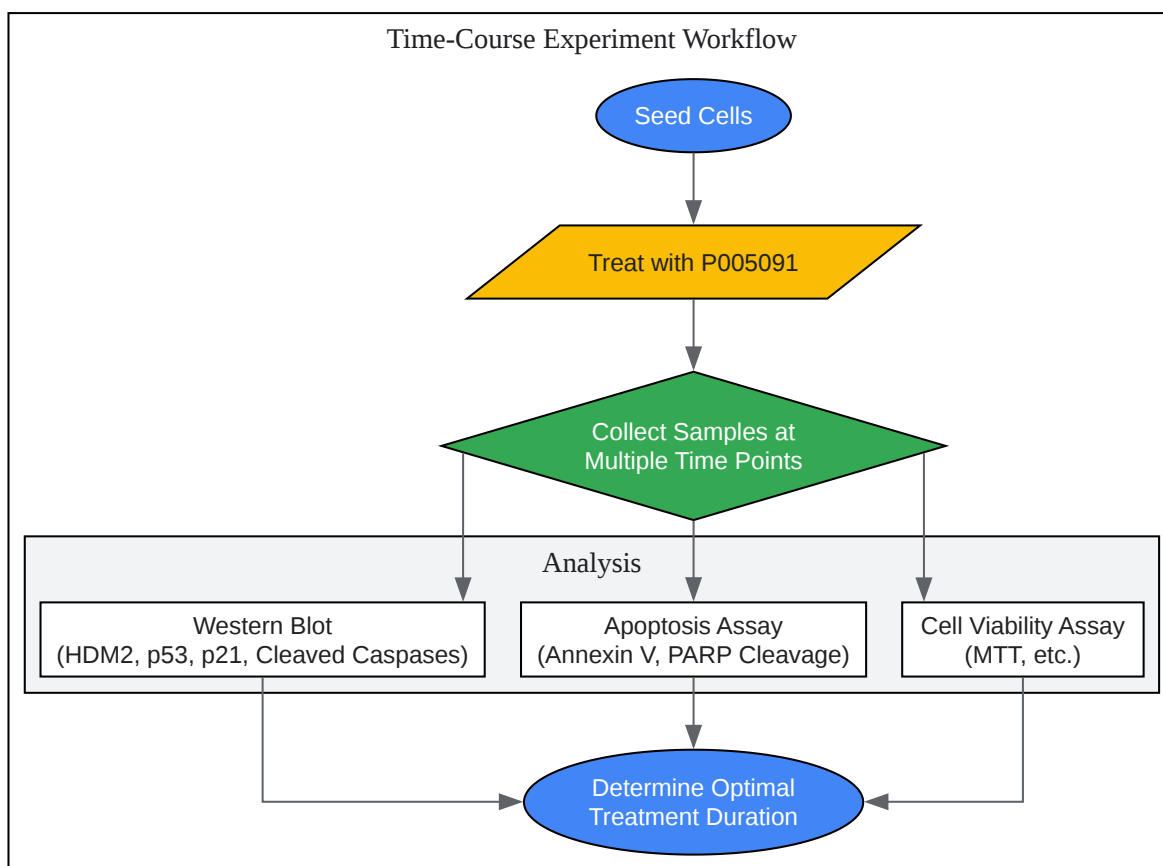 Time-Course Experiment Workflow
Seed Cells
Treat with P005091
Collect Samples at
Multiple Time Points
Analysis
Western Blot
(HDM2, p53, p21, Cleaved Caspases)
Apoptosis Assay
(Annexin V, PARP Cleavage)
Cell Viability Assay
(MTT, etc.)
Determine Optimal
Treatment Duration